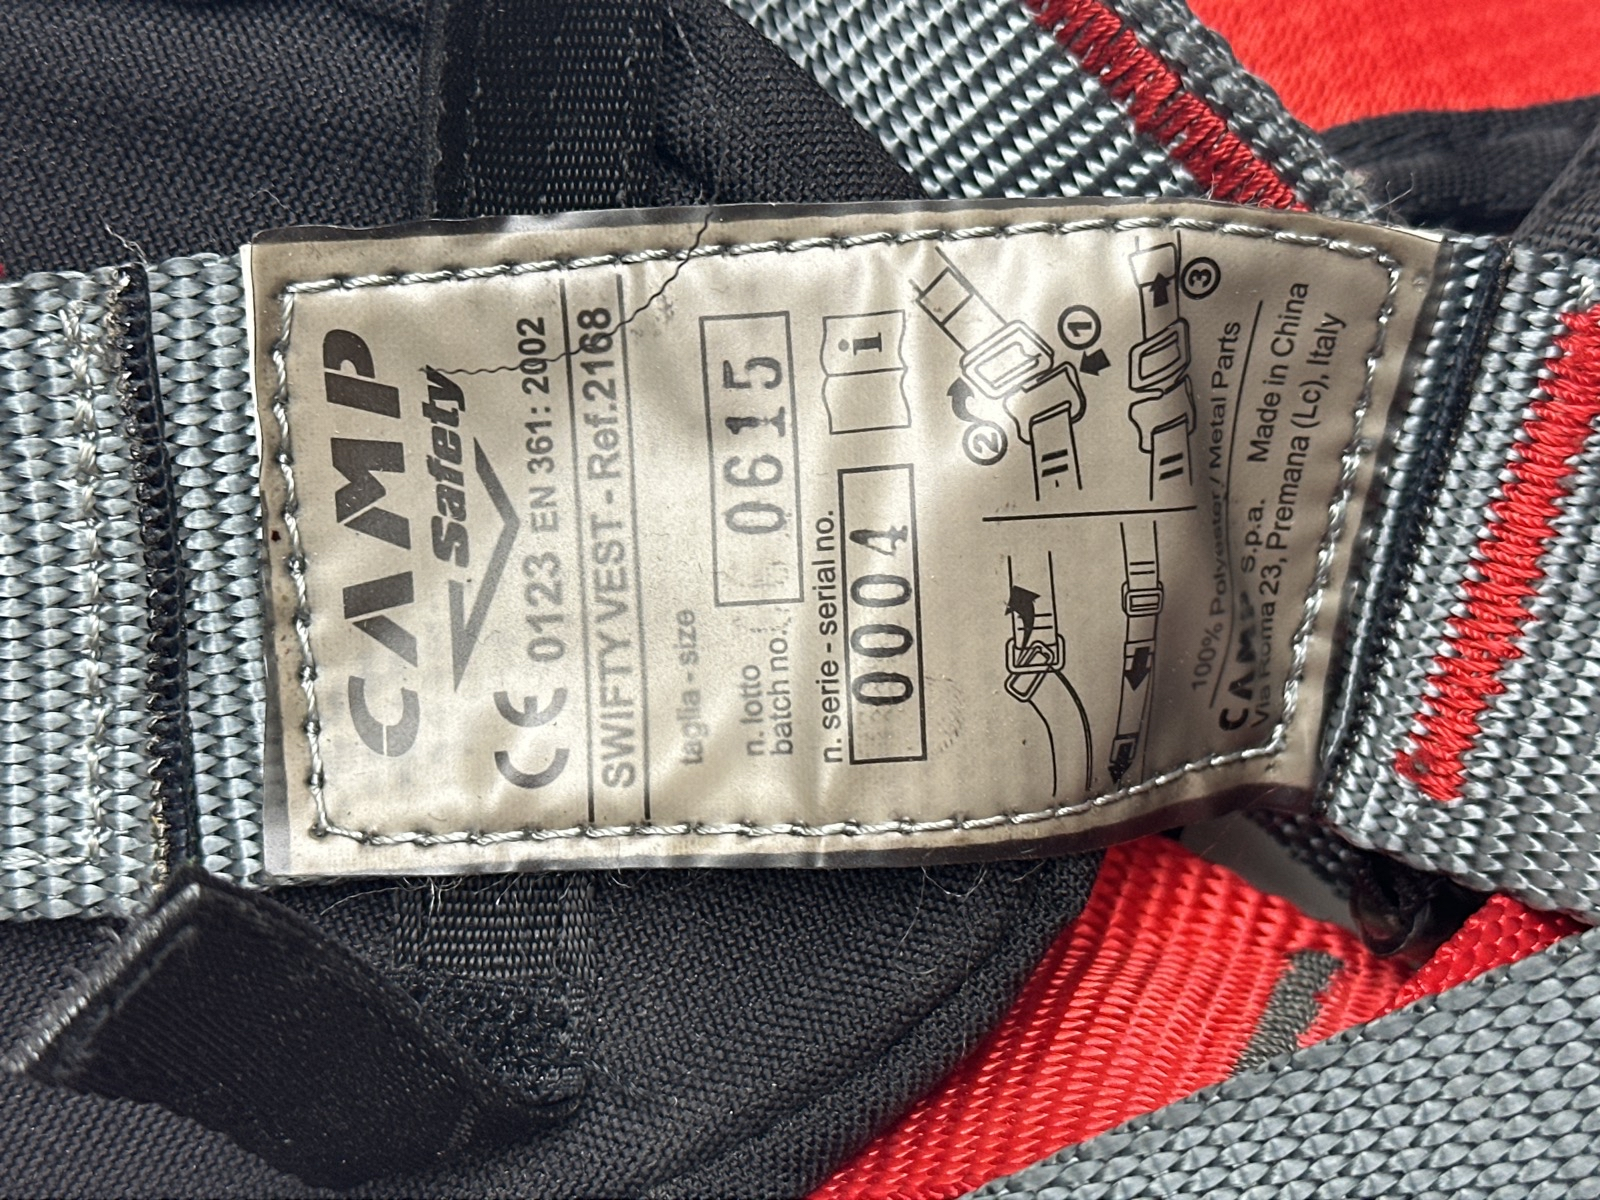 CAMP
Safety
CE 0123 EN 361: 2002
SWIFTY VEST - Ref.2168
taglia - size
n. lotto
batch no.
0615
n. serie - serial no.
0004
i
1
2
3
100% Polyester / Metal Parts
CAMP s.p.a. Made in China
Via Roma 23, Premana (Lc), Italy